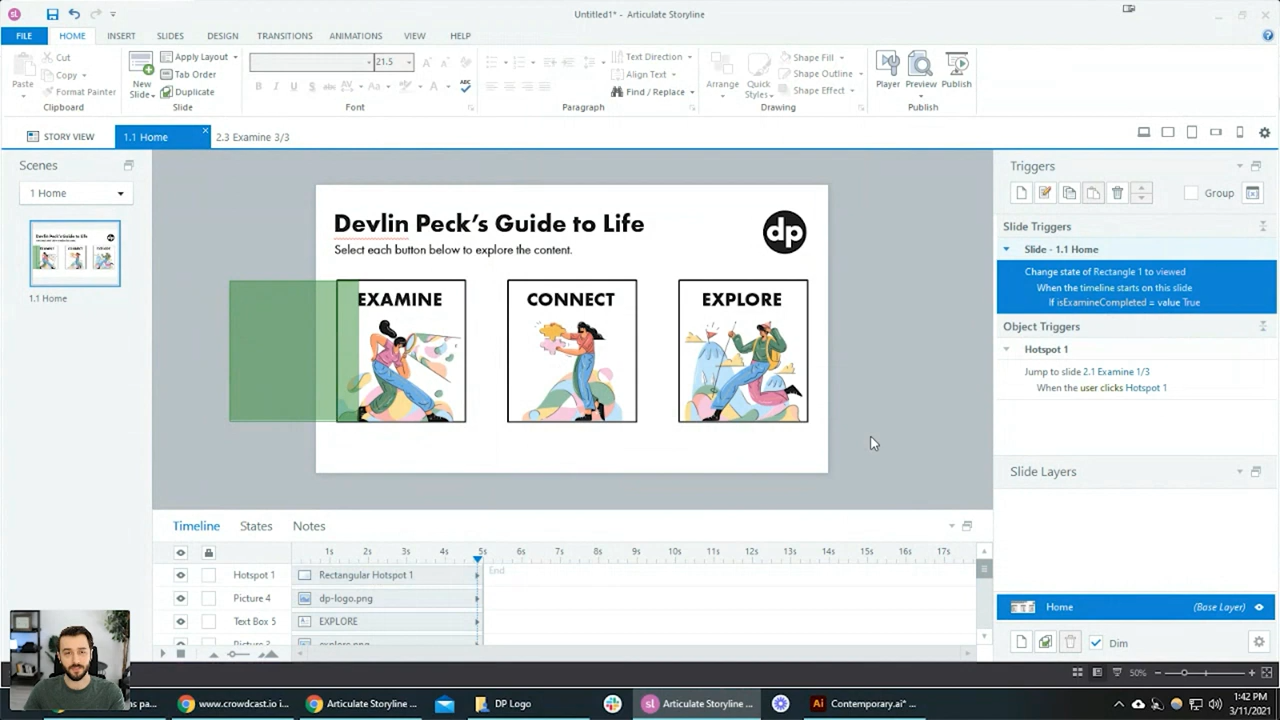 Untitled1* - Articulate Storyline
FILE HOME INSERT SLIDES DESIGN TRANSITIONS ANIMATIONS VIEW HELP
Paste
Cut
Copy
Format Painter
Clipboard
New
Slide
Apply Layout
Tab Order
Duplicate
Slide
21.5
B I U S abc AV Aa A
Font
Text Direction
Align Text
Find / Replace
Paragraph
Arrange
Quick
Styles
Shape Fill
Shape Outline
Shape Effect
Drawing
Player
Preview
Publish
Publish
STORY VIEW
1.1 Home
2.3 Examine 3/3
Scenes
1 Home
1.1 Home
Devlin Peck's Guide to Life
Select each button below to explore the content.
dp
EXAMINE
CONNECT
EXPLORE
Triggers
Group
Slide Triggers
Slide - 1.1 Home
Change state of Rectangle 1 to viewed
When the timeline starts on this slide
If isExamineCompleted = value True
Object Triggers
Hotspot 1
Jump to slide 2.1 Examine 1/3
When the user clicks Hotspot 1
Slide Layers
Home (Base Layer)
Dim
Timeline States Notes
1s 2s 3s 4s 5s 6s 7s 8s 9s 10s 11s 12s 13s 14s 15s 16s 17s
End
Hotspot 1 Rectangular Hotspot 1
Picture 4 dp-logo.png
Text Box 5 EXPLORE
Picture 3 explore.png
50%
www.crowdcast.io i...
Articulate Storyline ...
DP Logo
Articulate Storyline ...
Contemporary.ai* ...
1:42 PM
3/11/2021